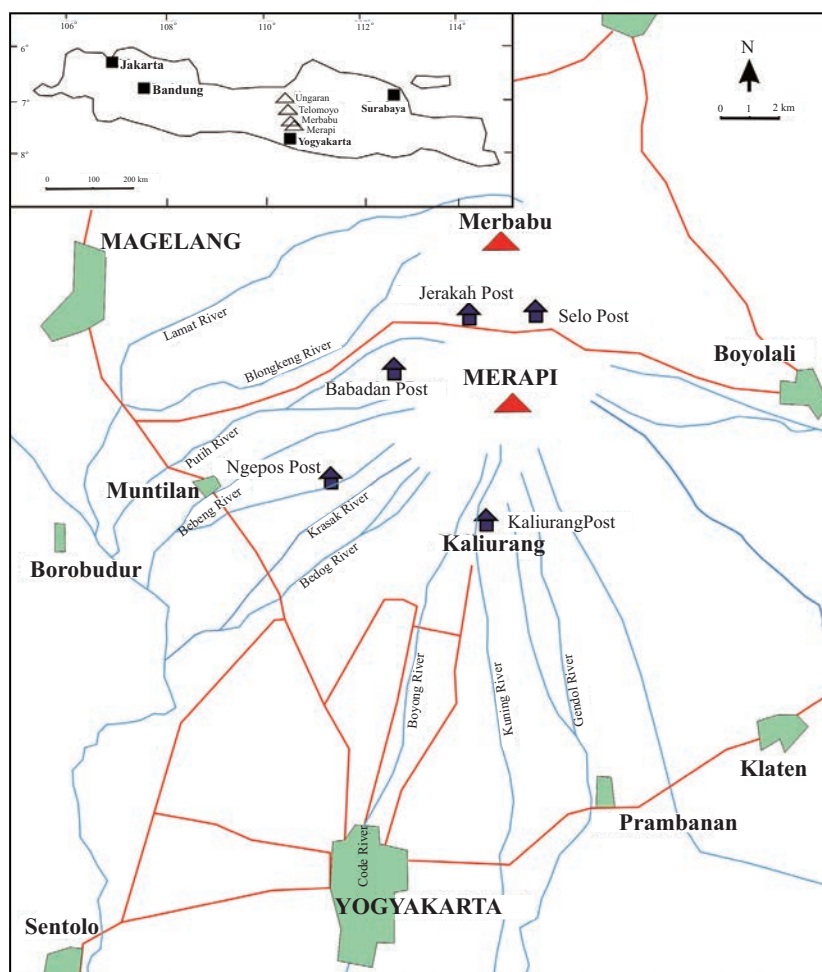 106°
108°
110°
112°
114°
6°
7°
8°
Jakarta
Bandung
Ungaran
Telomoyo
Merbabu
Merapi
Surabaya
Yogyakarta
0 100 200 km
N
0 1 2 km
MAGELANG
Merbabu
Jerakah Post
Selo Post
Lamat River
Boyolali
Blongkeng River
Babadan Post
MERAPI
Putih River
Ngepos Post
Muntilan
Bebeng River
Krasak River
KaliurangPost
Kaliurang
Borobudur
Bedog River
Boyong River
Kuning River
Gendol River
Klaten
Prambanan
Code River
YOGYAKARTA
Sentolo